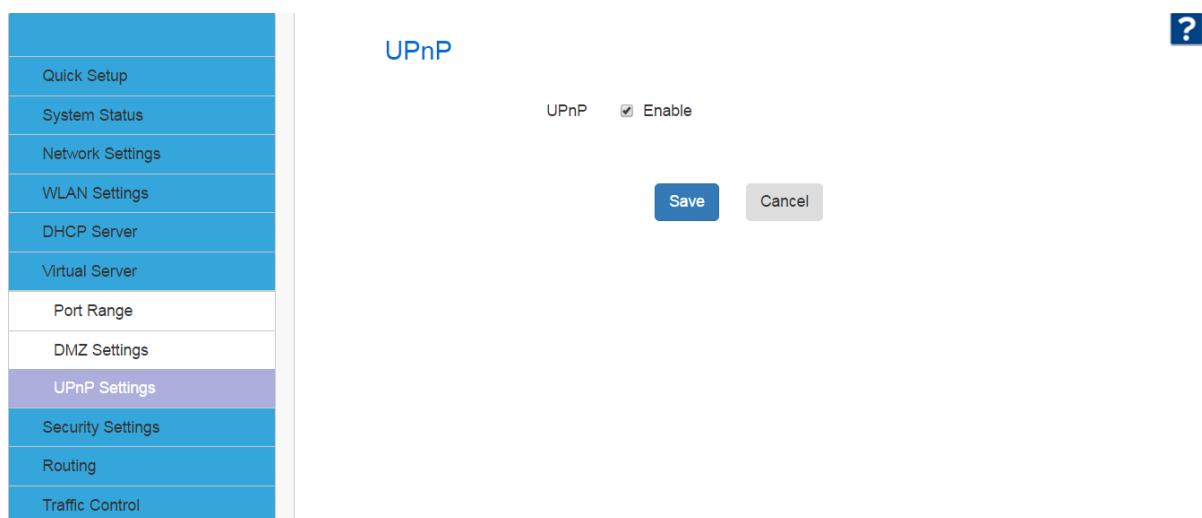 ?
UPnP
Quick Setup
System Status
UPnP Enable
Network Settings
WLAN Settings
Save Cancel
DHCP Server
Virtual Server
Port Range
DMZ Settings
UPnP Settings
Security Settings
Routing
Traffic Control